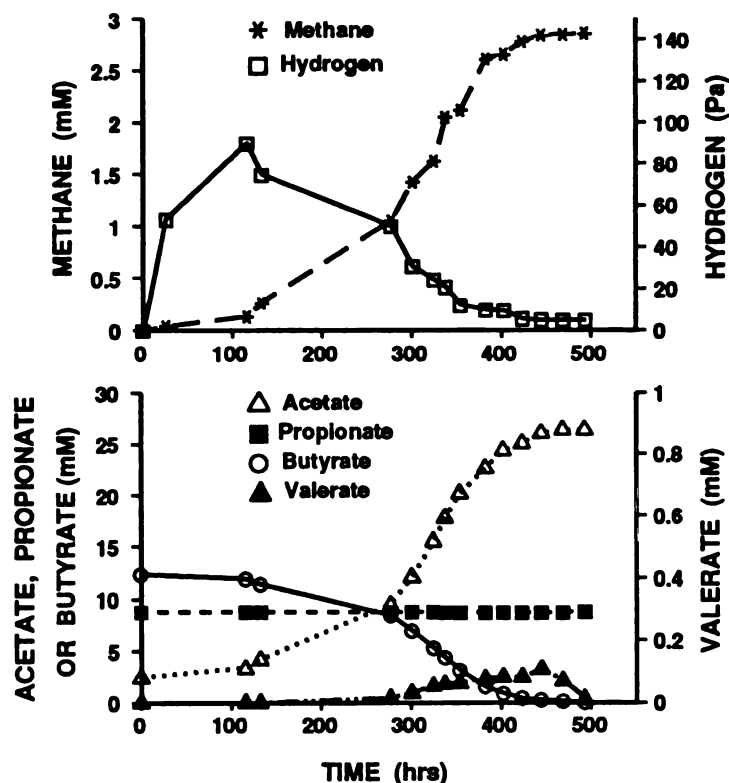 METHANE (mM)
3
2.5
2
1.5
1
0.5
0
Methane
Hydrogen
140
120
100
80
60
40
20
0
HYDROGEN (Pa)
0 100 200 300 400 500
ACETATE, PROPIONATE
OR BUTYRATE (mM)
30
25
20
15
10
5
0
Acetate
Propionate
Butyrate
Valerate
1
0.8
0.6
0.4
0.2
0
VALERATE (mM)
0 100 200 300 400 500
TIME (hrs)